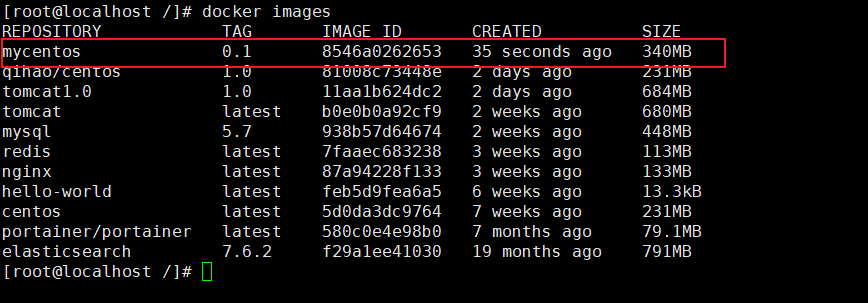 [root@localhost /]# docker images
REPOSITORY TAG IMAGE ID CREATED SIZE
mycentos 0.1 8546a0262653 35 seconds ago 340MB
qihao/centos 1.0 81008c73448e 2 days ago 231MB
tomcat1.0 1.0 11aa1b624dc2 2 days ago 684MB
tomcat latest b0e0b0a92cf9 2 weeks ago 680MB
mysql 5.7 938b57d64674 2 weeks ago 448MB
redis latest 7faaec683238 3 weeks ago 113MB
nginx latest 87a94228f133 3 weeks ago 133MB
hello-world latest feb5d9fea6a5 6 weeks ago 13.3kB
centos latest 5d0da3dc9764 7 weeks ago 231MB
portainer/portainer latest 580c0e4e98b0 7 months ago 79.1MB
elasticsearch 7.6.2 f29a1ee41030 19 months ago 791MB
[root@localhost /]#